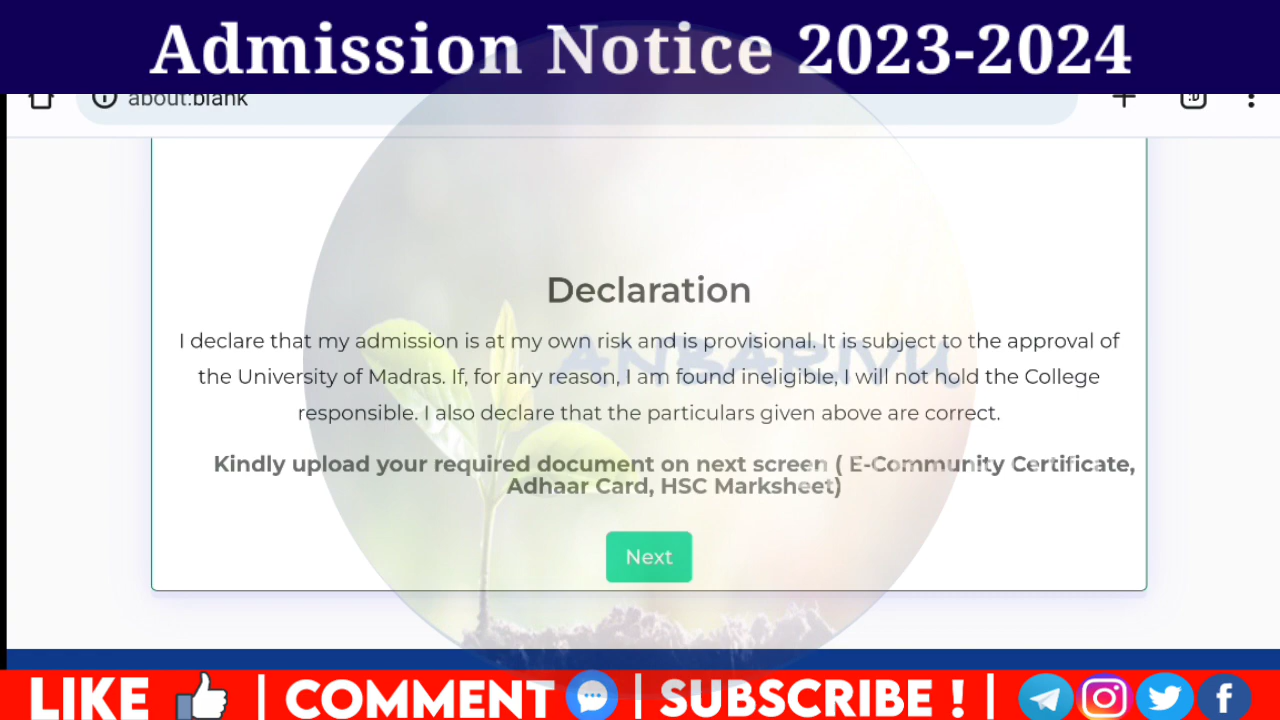 Admission Notice 2023-2024
about:blank
:D
Declaration
I declare that my admission is at my own risk and is provisional. It is subject to the approval of
the University of Madras. If, for any reason, I am found ineligible, I will not hold the College
responsible. I also declare that the particulars given above are correct.
ANBARIVU
Kindly upload your required document on next screen ( E-Community Certificate,
Adhaar Card, HSC Marksheet)
Next
LIKE | COMMENT | SUBSCRIBE ! |